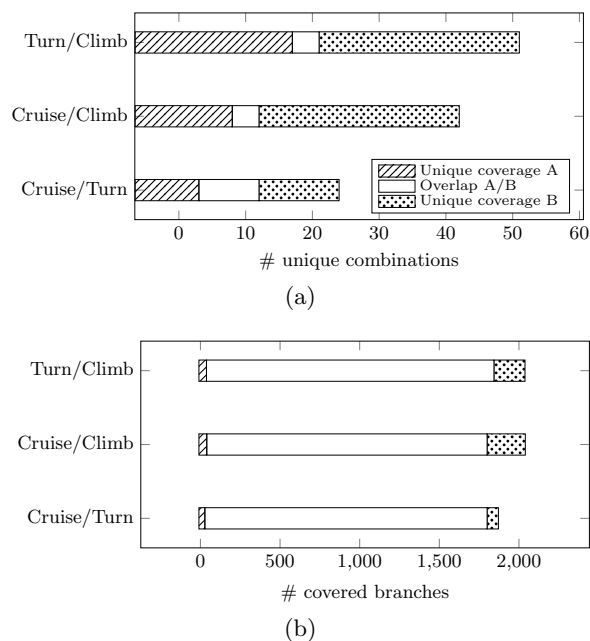 Turn/Climb
Cruise/Climb
Cruise/Turn
Unique coverage A
Overlap A/B
Unique coverage B
0 10 20 30 40 50 60
# unique combinations
(a)
Turn/Climb
Cruise/Climb
Cruise/Turn
0 500 1,000 1,500 2,000
# covered branches
(b)